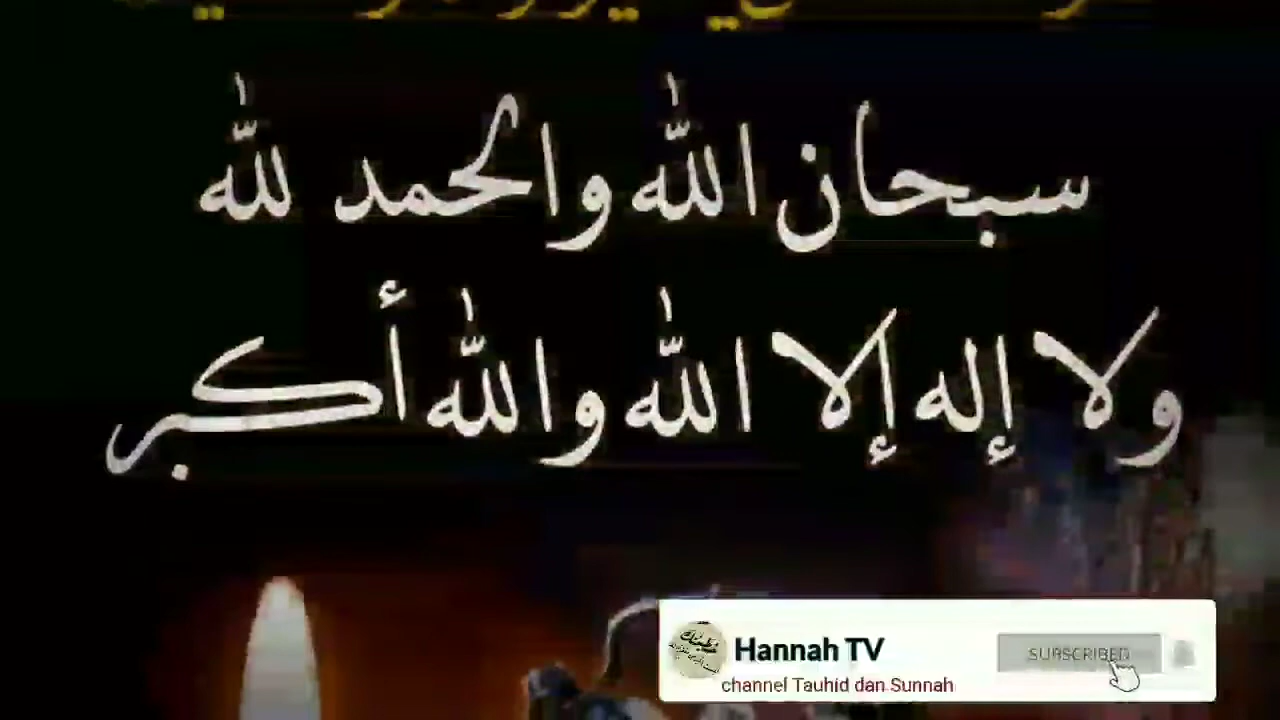 سبحان الله والحمد لله
ولا إله إلا الله والله أكبر
Hannah TV
SUBSCRIBED
channel Tauhid dan Sunnah